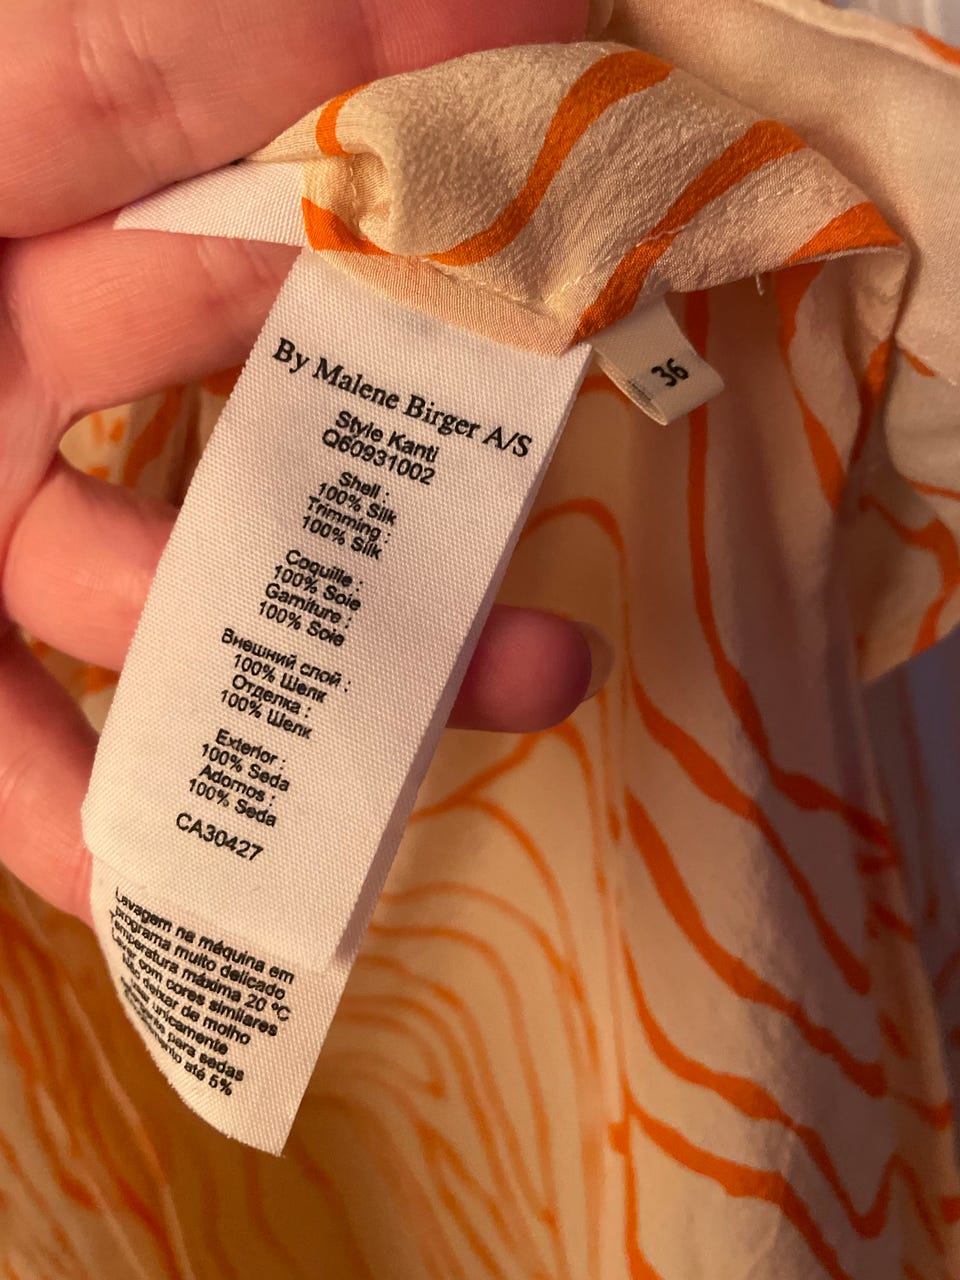 By Malene Birger A/S
Style Kanti
Q60931002
Shell :
100% Silk
Trimming :
100% Silk
Coquille :
100% Soie
Garniture :
100% Soie
Внешний слой :
100% Шелк
Отделка :
100% Шелк
Exterior :
100% Seda
Adornos :
100% Seda
CA30427
36
Lavagem na máquina em
programa muito delicado
Temperatura máxima 20 °C
com cores similares
deixar de molho
unicamente
para sedas
até 5%